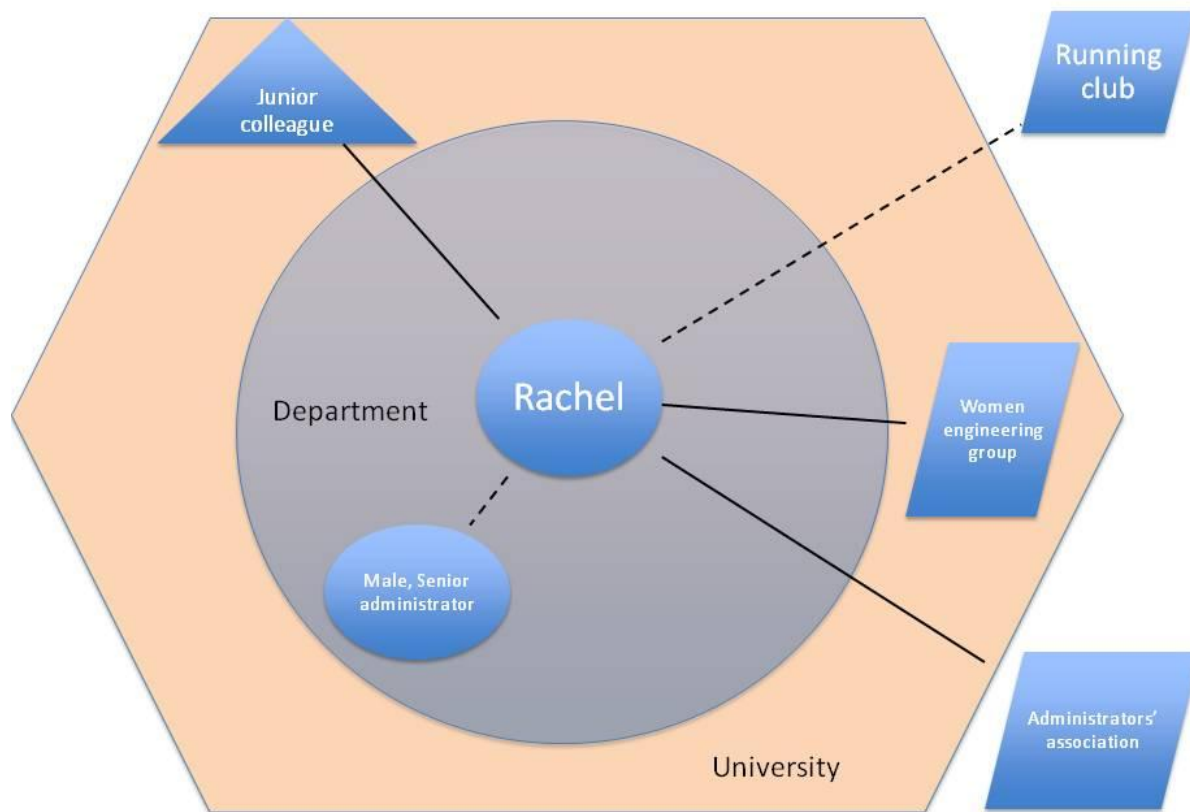 Junior
colleague
Running
club
Rachel
Department
Women
engineering
group
Male, Senior
administrator
Administrators’
association
University